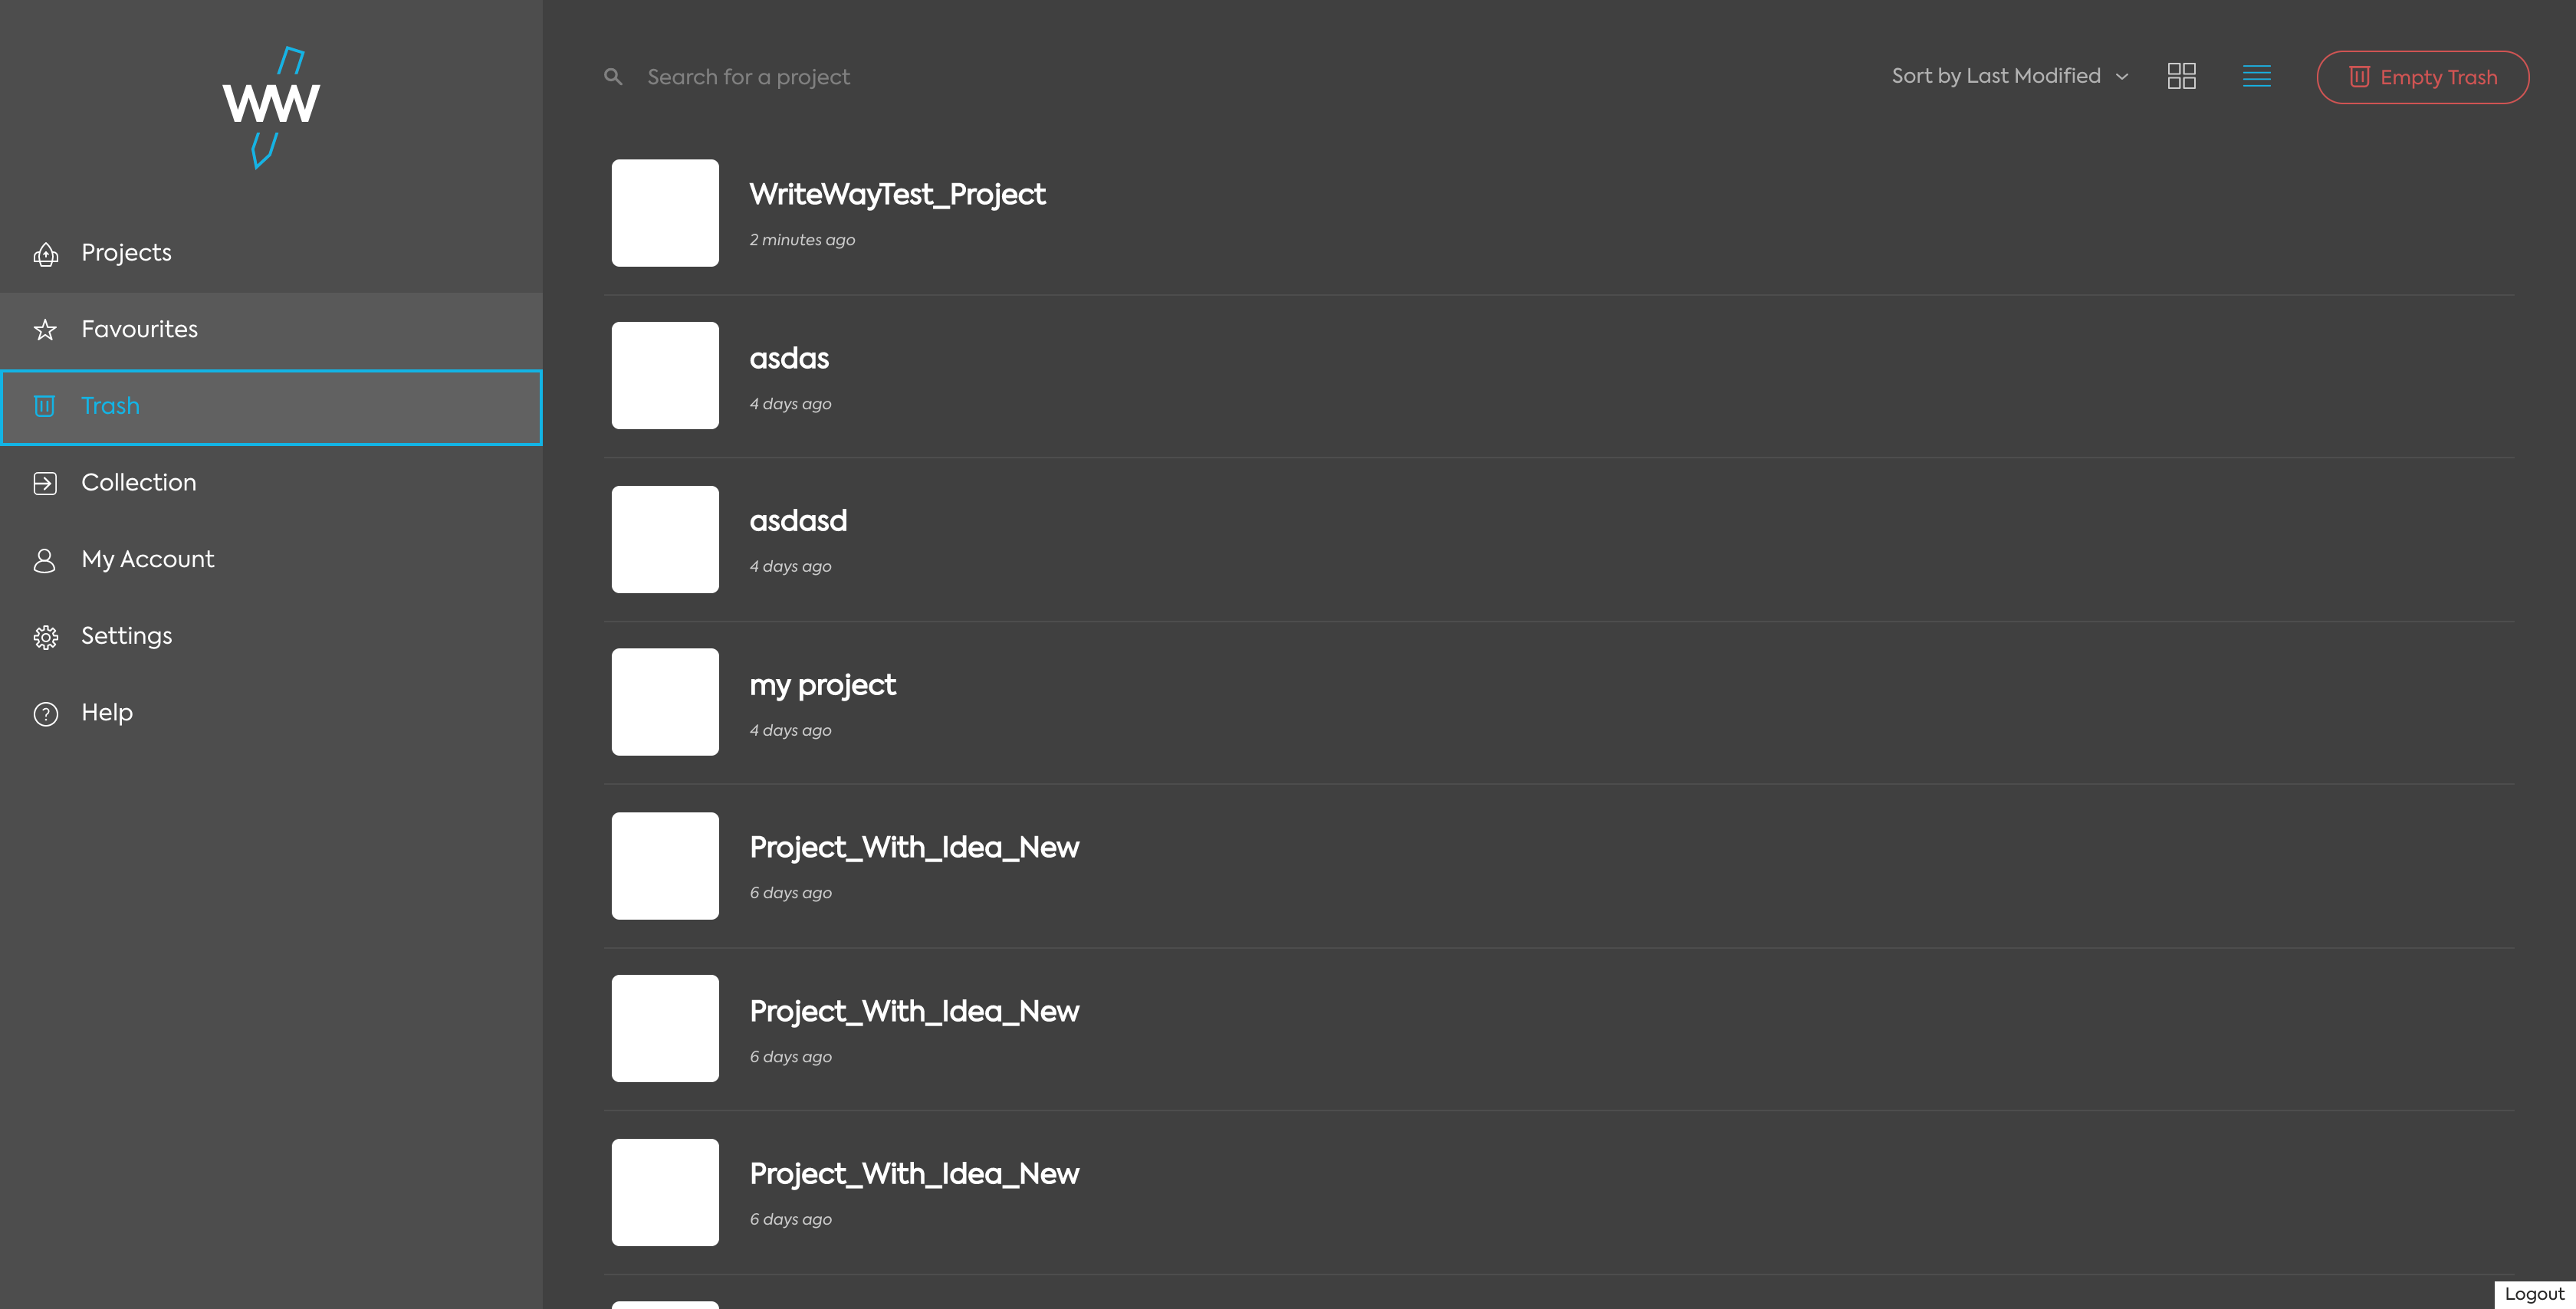 WW
Projects
Favourites
Trash
Collection
My Account
Settings
Help
Search for a project
Sort by Last Modified
Empty Trash
WriteWayTest_Project
2 minutes ago
asdas
4 days ago
asdasd
4 days ago
my project
4 days ago
Project_With_Idea_New
6 days ago
Project_With_Idea_New
6 days ago
Project_With_Idea_New
6 days ago
Logout